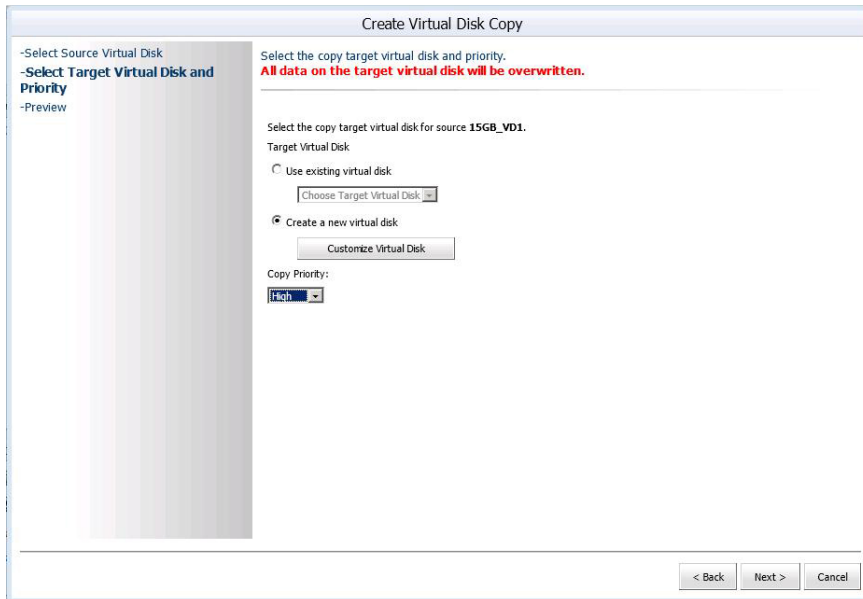 Create Virtual Disk Copy
-Select Source Virtual Disk
-Select Target Virtual Disk and
Priority
-Preview
Select the copy target virtual disk and priority.
All data on the target virtual disk will be overwritten.
Select the copy target virtual disk for source 15GB_VD1.
Target Virtual Disk
Use existing virtual disk
Choose Target Virtual Disk
Create a new virtual disk
Customize Virtual Disk
Copy Priority:
High
< Back Next > Cancel